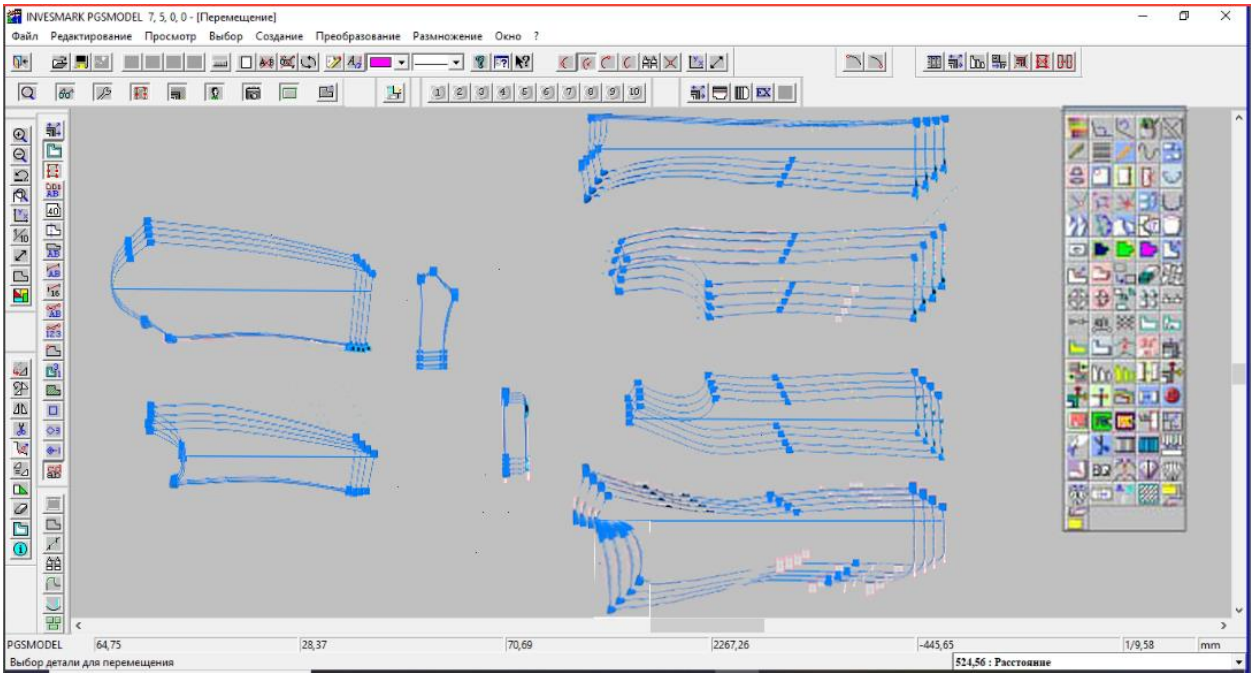 INVESMARK PGSMODEL 7, 5, 0, 0 - [Перемещение]
Файл Редактирование Просмотр Выбор Создание Преобразование Размножение Окно ?
1 2 3 4 5 6 7 8 9 10 EX
PGSMODEL 64,75 28,37 70,69 2267,26 -445,65 1/9,58 mm
Выбор детали для перемещения 524,56 : Расстояние